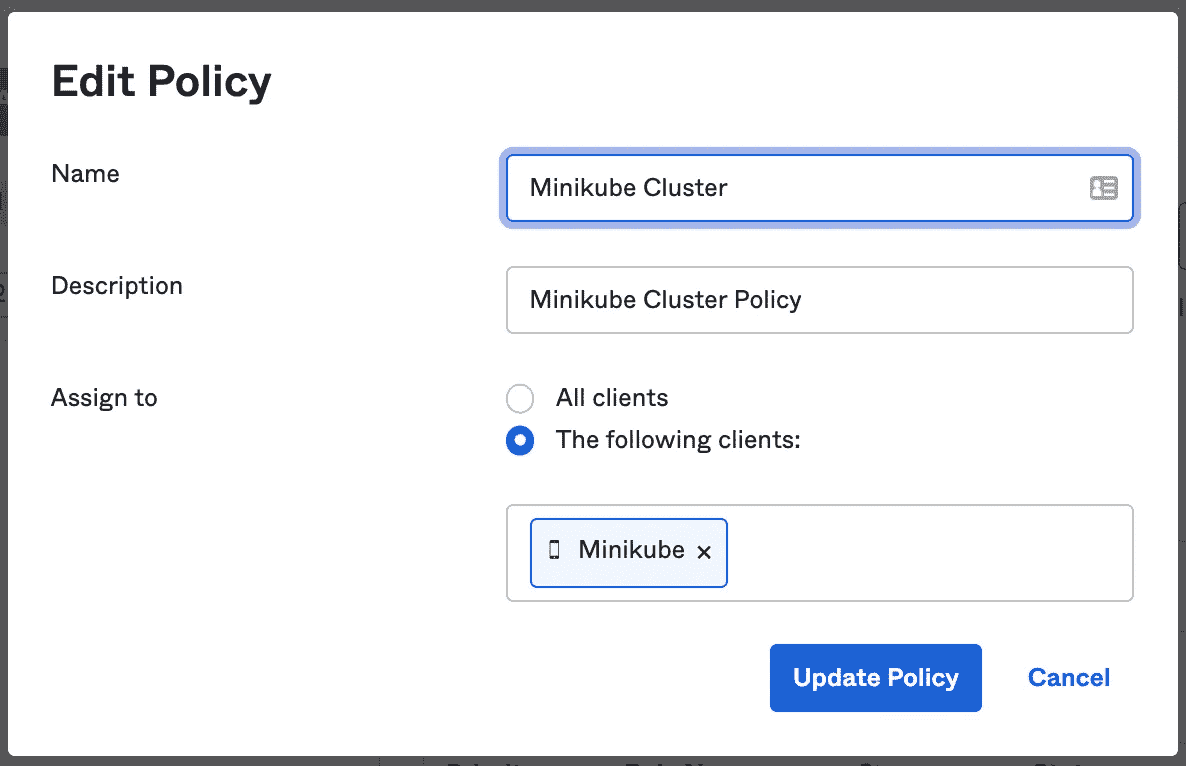 Edit Policy
Name
Minikube Cluster
Description
Minikube Cluster Policy
Assign to
All clients
The following clients:
Minikube ×
Update Policy
Cancel